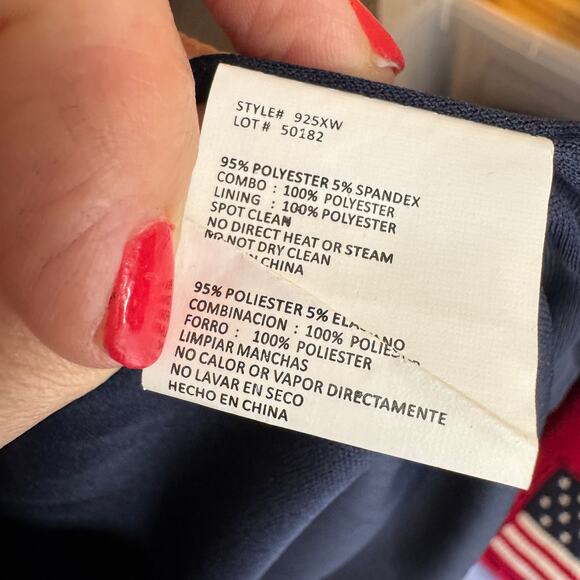 STYLE# 925XW
LOT# 50182
95% POLYESTER 5% SPANDEX
COMBO : 100% POLYESTER
LINING : 100% POLYESTER
SPOT CLEAN
NO DIRECT HEAT OR STEAM
DO NOT DRY CLEAN
CHINA
95% POLIESTER 5%
COMBINACION : 100%
FORRO : 100% POLIESTER
LIMPIAR MANCHAS
NO CALOR OR VAPOR DIRECTAMENTE
NO LAVAR EN SECO
HECHO EN CHINA